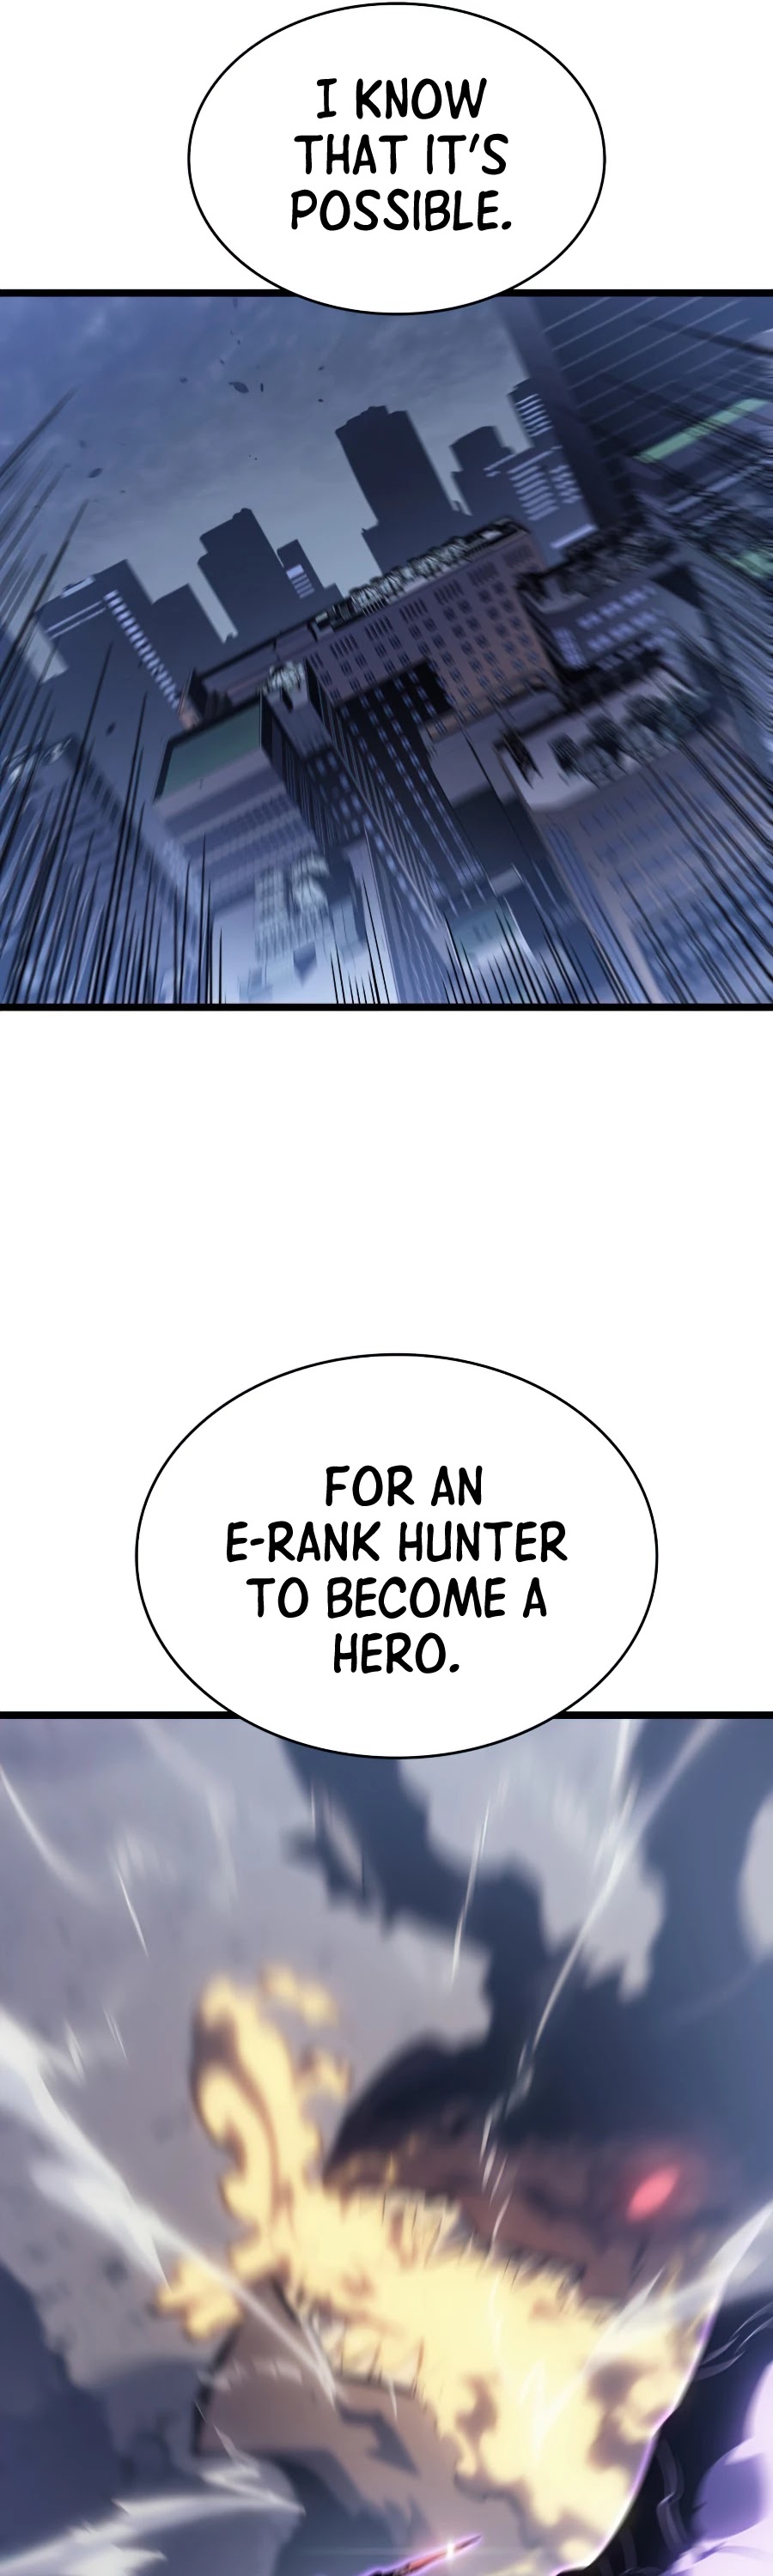 I KNOW
THAT IT'S
POSSIBLE.
FOR AN
E-RANK HUNTER
TO BECOME A
HERO.